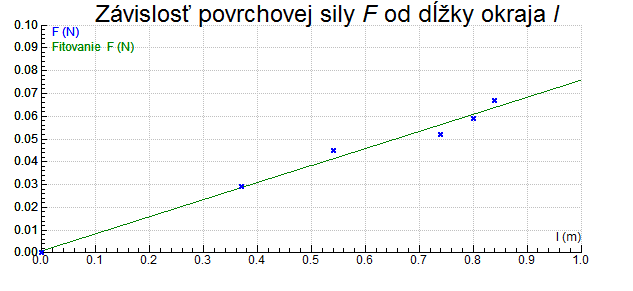 Závislosť povrchovej sily F od dĺžky okraja l
0.10
F (N)
Fitovanie F (N)
0.09
0.08
0.07
0.06
0.05
0.04
0.03
0.02
0.01
0.00
l (m)
0.0 0.1 0.2 0.3 0.4 0.5 0.6 0.7 0.8 0.9 1.0